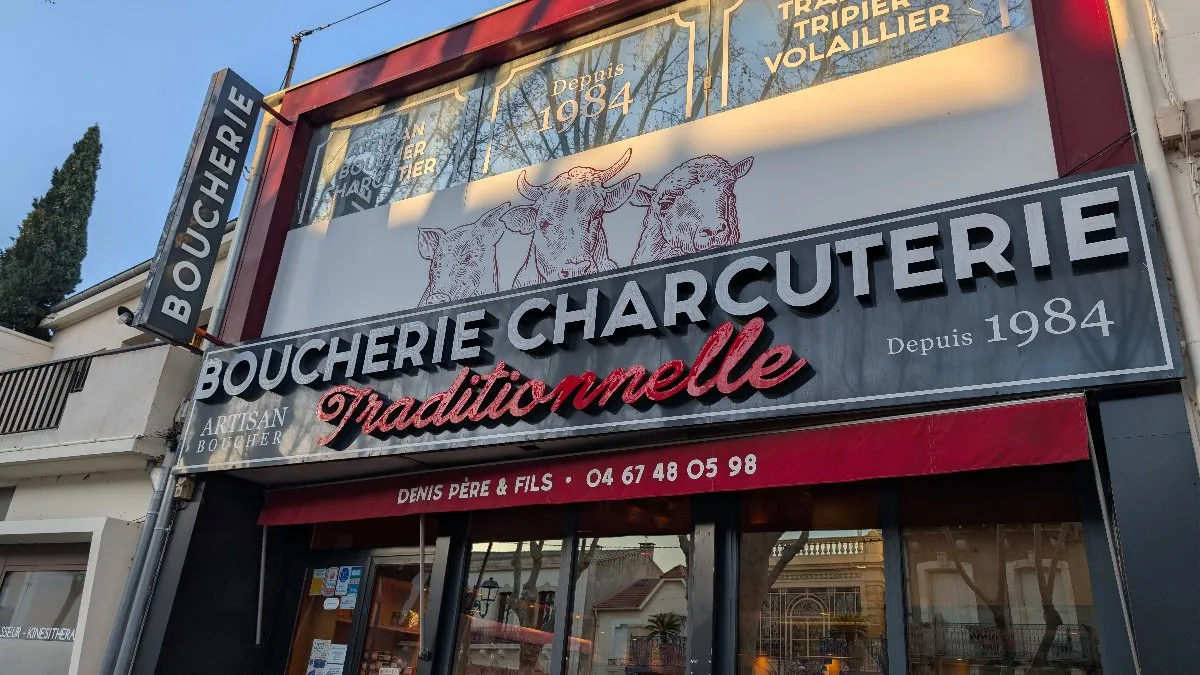 BOUCHERIE
BOUCHER
CHARCUTIER
Depuis
1984
TRIPIER
VOLAILLIER
BOUCHERIE CHARCUTERIE
Traditionnelle
Depuis 1984
ARTISAN
BOUCHER
DENIS PÈRE & FILS • 04 67 48 05 98